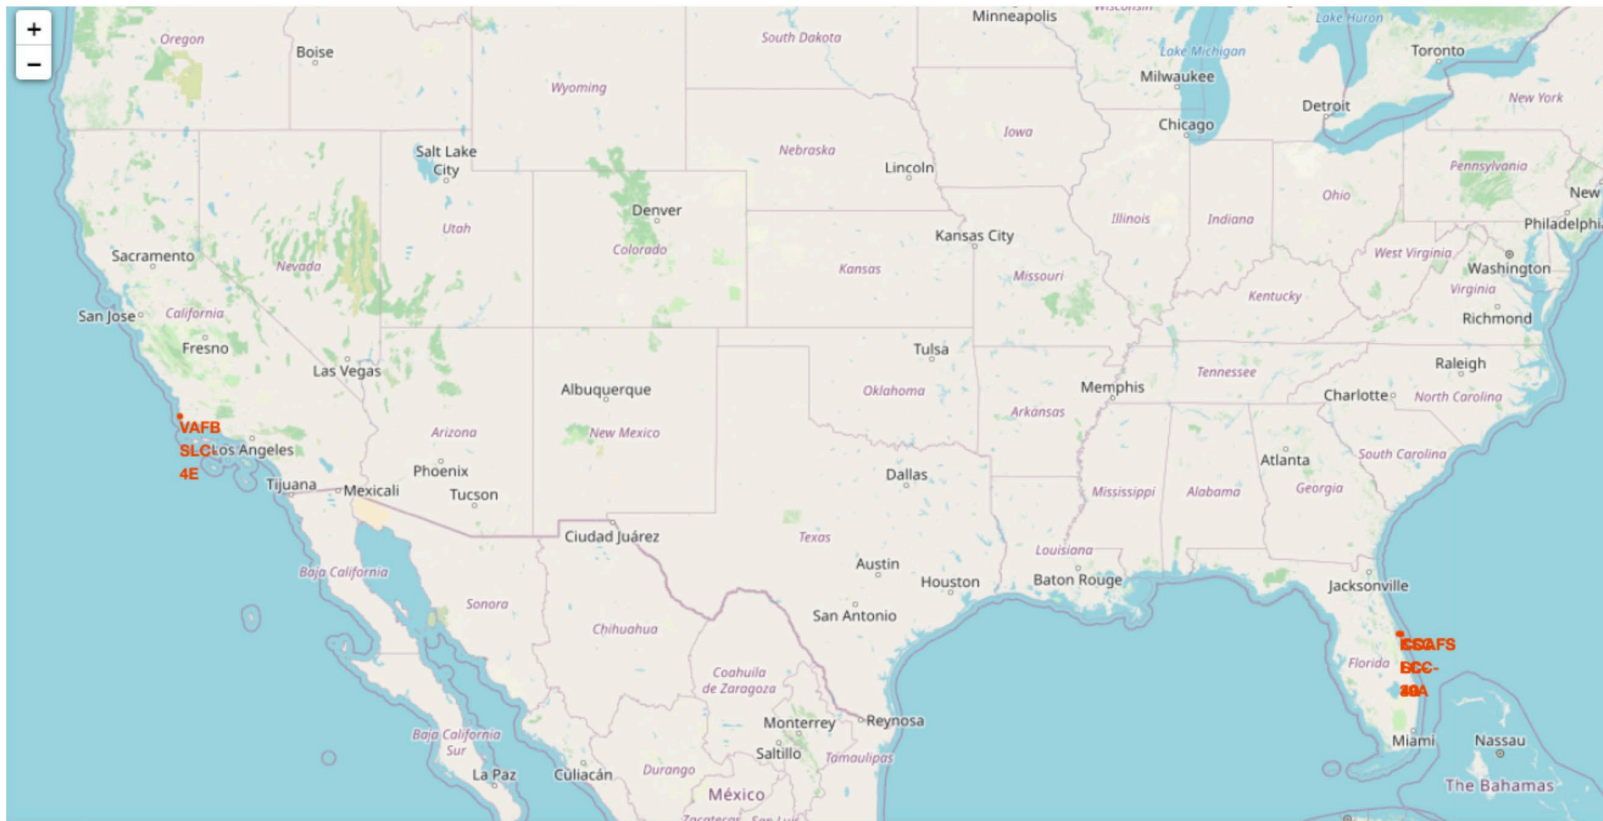 +
−
Oregon
Boise
South Dakota
Minneapolis
Wisconsin
Lake Huron
Lake Michigan
Toronto
Wyoming
Milwaukee
Detroit
New York
Iowa
Chicago
Salt Lake
City
Nebraska
Lincoln
Pennsylvania
New
Philadelphia
Ohio
Illinois
Indiana
Denver
Utah
Colorado
Kansas City
Sacramento
Nevada
Kansas
Missouri
West Virginia
Washington
Virginia
Kentucky
Richmond
San Jose
California
Fresno
Las Vegas
Tulsa
Raleigh
Tennessee
Memphis
Charlotte
North Carolina
Albuquerque
Oklahoma
Arkansas
VAFB
SLC-
4E
Los Angeles
Arizona
New Mexico
Atlanta
South Carolina
Phoenix
Dallas
Georgia
Tijuana
Mexicali
Tucson
Mississippi
Alabama
Ciudad Juárez
Texas
Louisiana
Austin
Houston
Baton Rouge
Baja California
Jacksonville
Sonora
San Antonio
Chihuahua
Florida
Coahuila
de Zaragoza
Monterrey
Reynosa
Baja California
Sur
Saltillo
Tamaulipas
Miami
Nassau
La Paz
Culiacán
Durango
México
The Bahamas
Zacatecas
San Luis